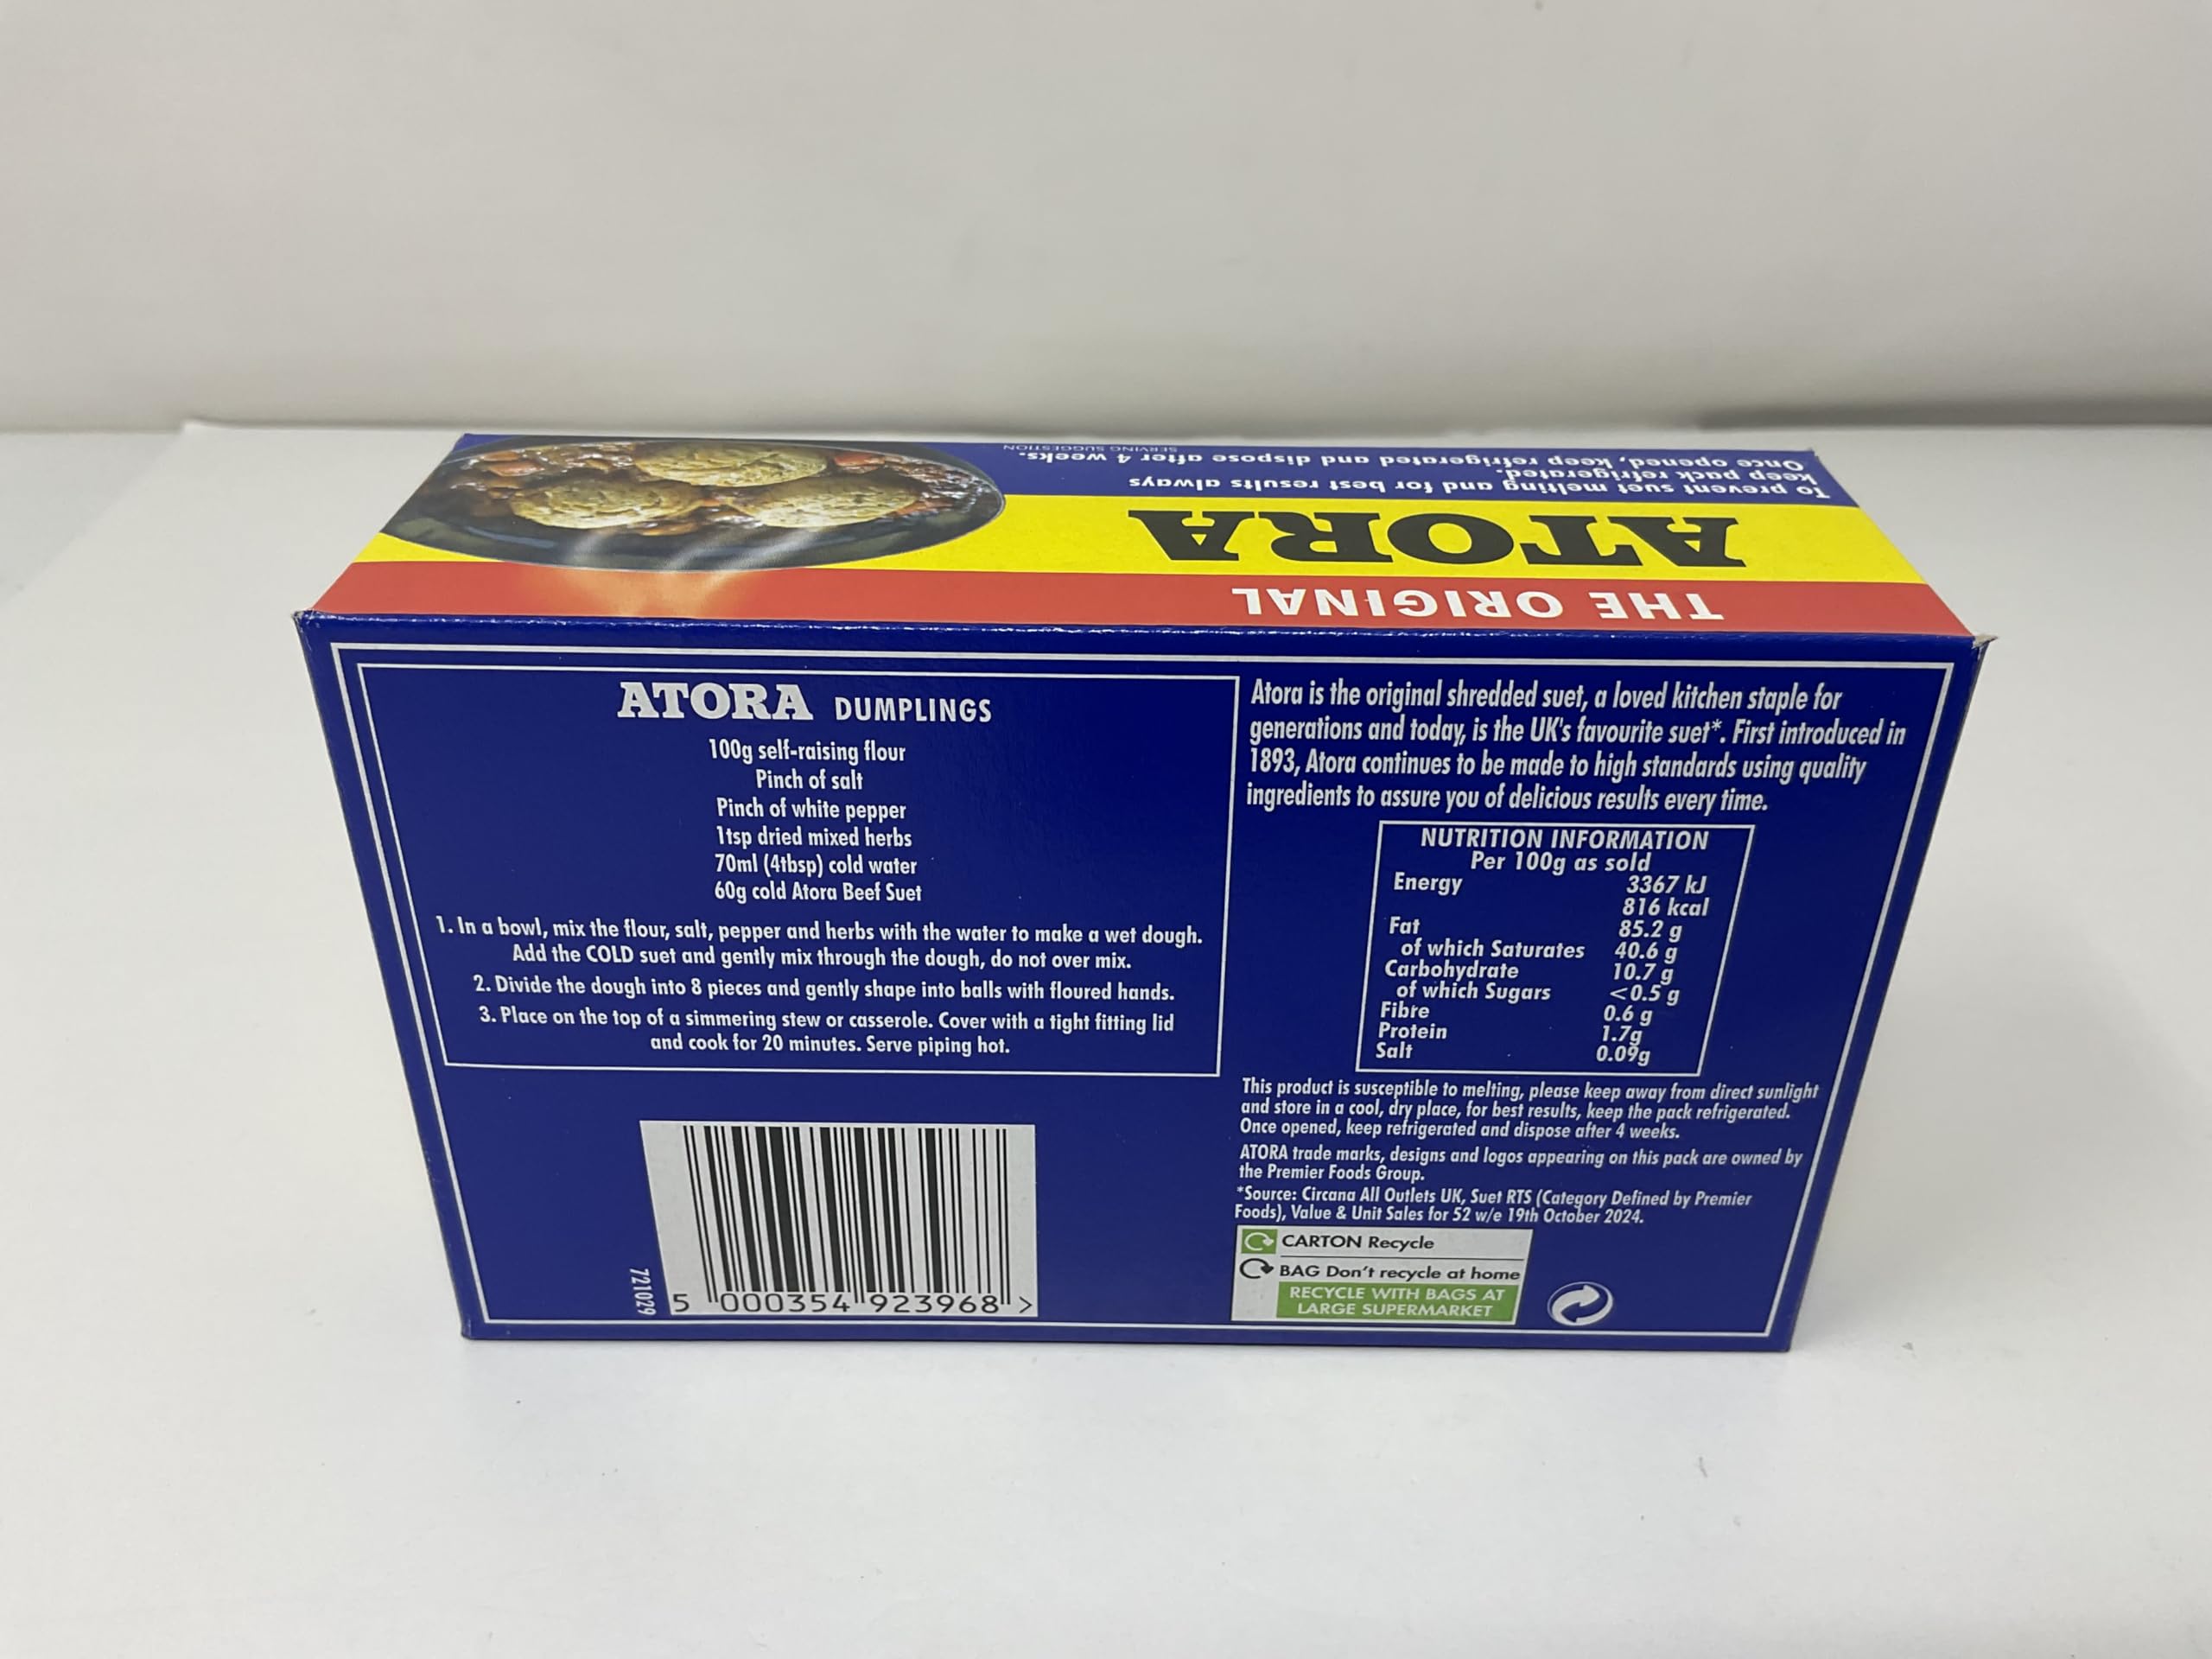 SERVING SUGGESTION
THE ORIGINAL
ATORA
To prevent suet melting and for best results always
keep pack refrigerated.
Once opened, keep refrigerated and dispose after 4 weeks.
ATORA DUMPLINGS
100g self-raising flour
Pinch of salt
Pinch of white pepper
1tsp dried mixed herbs
70ml (4tbsp) cold water
60g cold Atora Beef Suet
1. In a bowl, mix the flour, salt, pepper and herbs with the water to make a wet dough.
Add the COLD suet and gently mix through the dough, do not over mix.
2. Divide the dough into 8 pieces and gently shape into balls with floured hands.
3. Place on the top of a simmering stew or casserole. Cover with a tight fitting lid
and cook for 20 minutes. Serve piping hot.
721029
5 000354 923968 >
Atora is the original shredded suet, a loved kitchen staple for
generations and today, is the UK's favourite suet*. First introduced in
1893, Atora continues to be made to high standards using quality
ingredients to assure you of delicious results every time.
NUTRITION INFORMATION
Per 100g as sold
Energy 3367 kJ
816 kcal
Fat 85.2 g
of which Saturates 40.6 g
Carbohydrate 10.7 g
of which Sugars <0.5 g
Fibre 0.6 g
Protein 1.7g
Salt 0.09g
This product is susceptible to melting, please keep away from direct sunlight
and store in a cool, dry place, for best results, keep the pack refrigerated.
Once opened, keep refrigerated and dispose after 4 weeks.
ATORA trade marks, designs and logos appearing on this pack are owned by
the Premier Foods Group.
*Source: Circana All Outlets UK, Suet RTS (Category Defined by Premier
Foods), Value & Unit Sales for 52 w/e 19th October 2024.
CARTON Recycle
BAG Don't recycle at home
RECYCLE WITH BAGS AT
LARGE SUPERMARKET